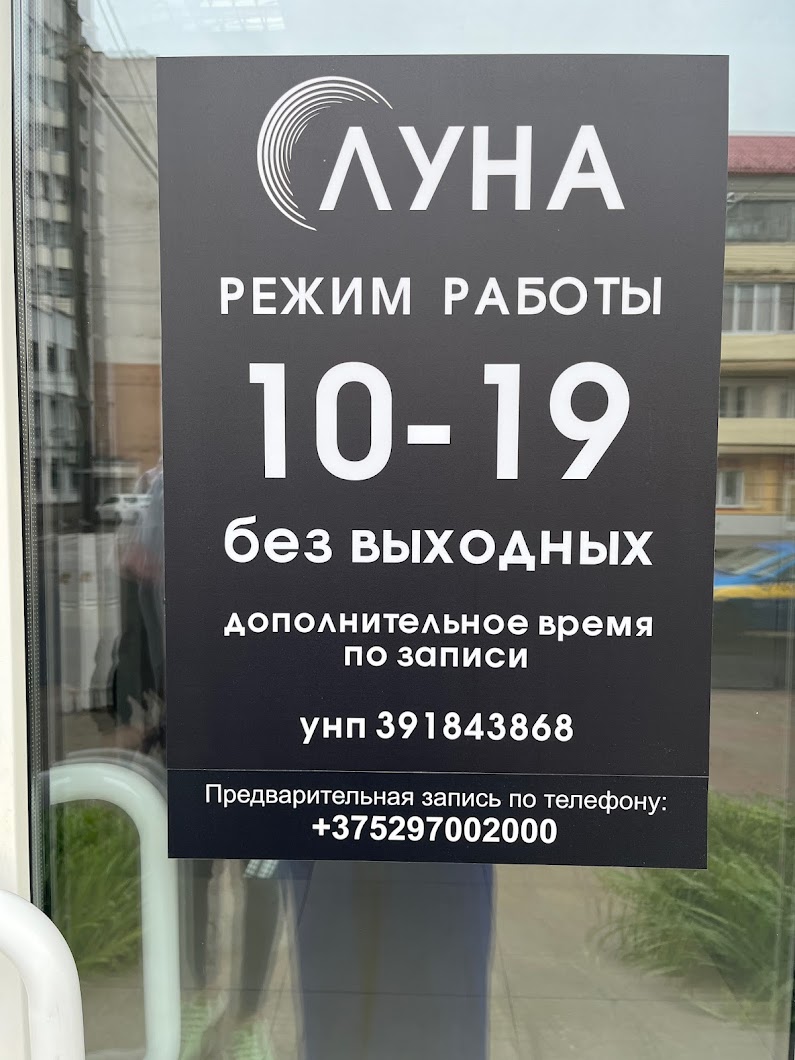 ЛУНА
РЕЖИМ РАБОТЫ
10-19
без выходных
дополнительное время
по записи
унп 391843868
Предварительная запись по телефону:
+375297002000